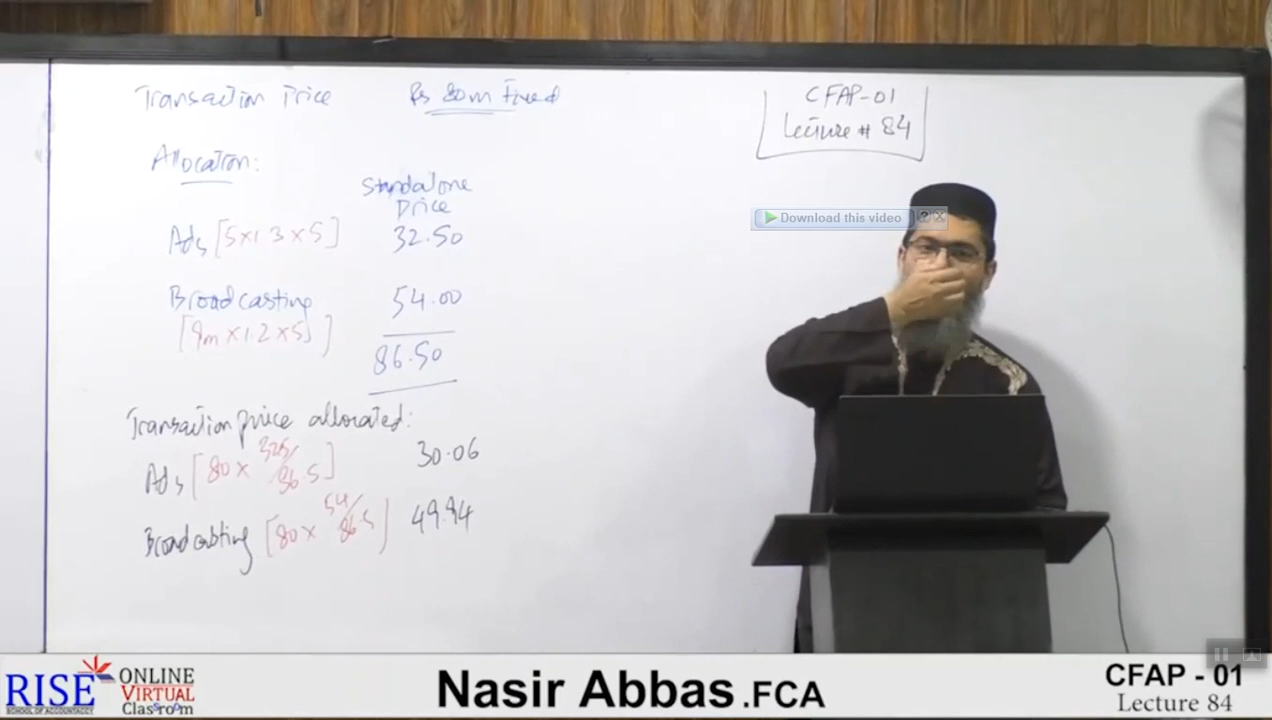 Transaction Price Rs 80m Fixed
CFAP-01
Lecture # 84
Allocation:
Standalone
Price
Ads [5×1.3×5] 32.50
Broadcasting 54.00
[9m×1.2×5]
86.50
Transaction price allocated:
Ads [80 × 32.5/86.5] 30.06
Broadcasting [80 × 54/86.5] 49.94
Download this video ? X
RISE ONLINE VIRTUAL Classroom
SCHOOL OF ACCOUNTANCY
Nasir Abbas.FCA
CFAP - 01
Lecture 84